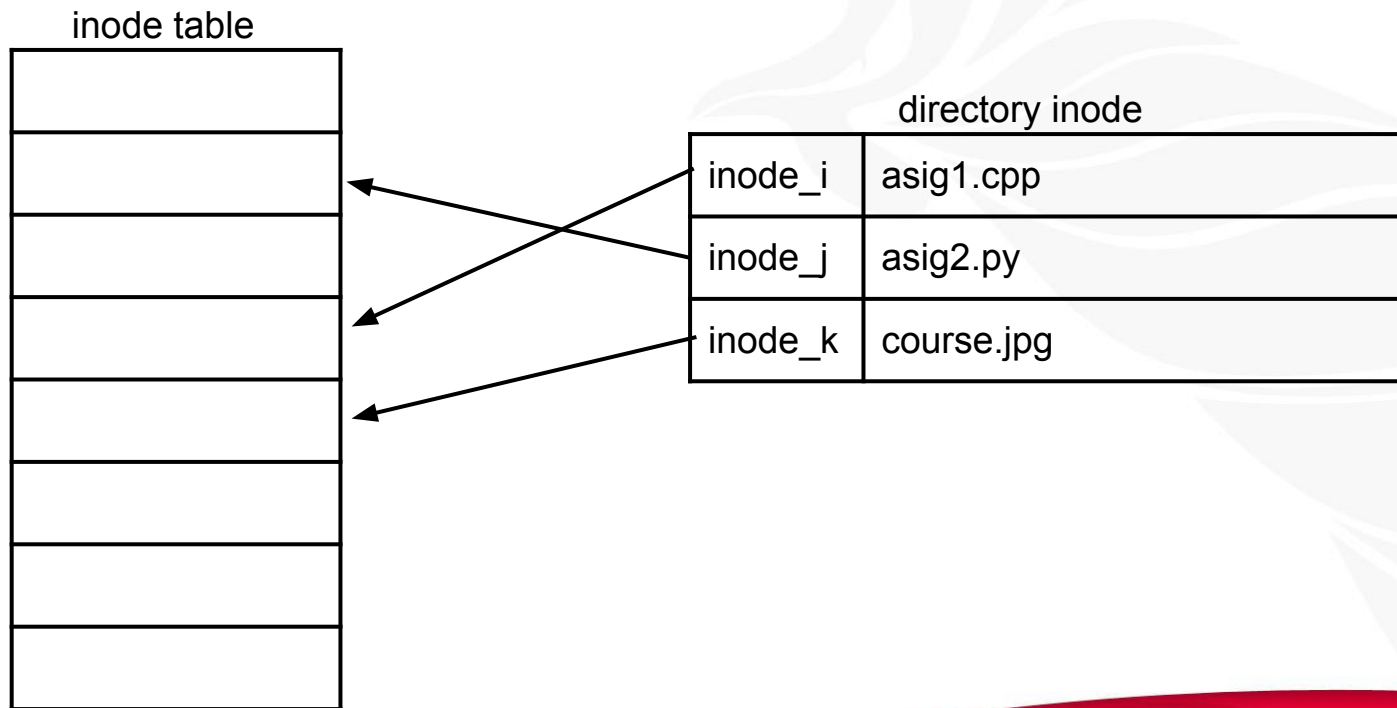 inode table
directory inode
inode_i asig1.cpp
inode_j asig2.py
inode_k course.jpg